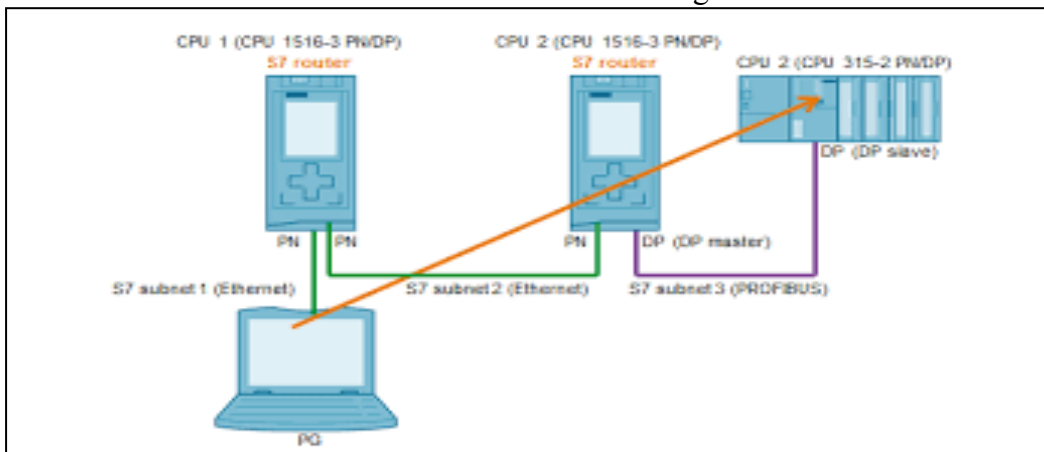 CPU 1 (CPU 1516-3 PN/DP)
S7 router
CPU 2 (CPU 1516-3 PN/DP)
S7 router
CPU 2 (CPU 315-2 PN/DP)
DP (DP slave)
PN PN
PN DP (DP master)
S7 subnet 1 (Ethernet) S7 subnet 2 (Ethernet) S7 subnet 3 (PROFIBUS)
PG